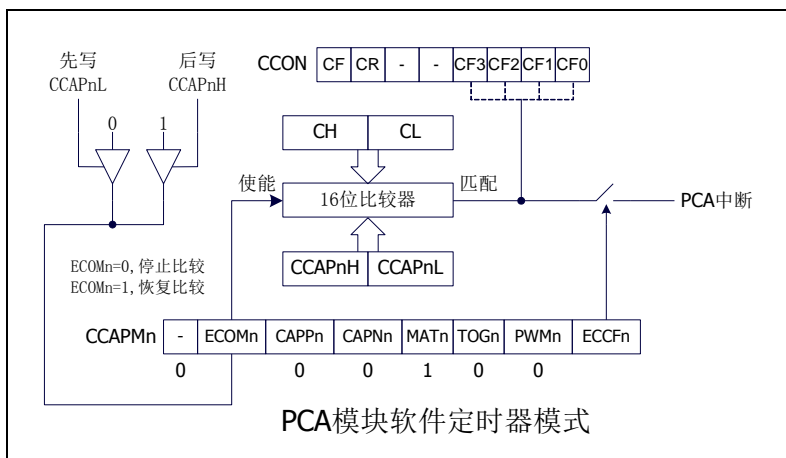 先写
CCAPnL
后写
CCAPnH
CCON CF CR - - CF3 CF2 CF1 CF0
0 1
CH CL
使能
16位比较器
匹配
PCA中断
CCAPnH CCAPnL
ECOMn=0,停止比较
ECOMn=1,恢复比较
CCAPMn - ECOMn CAPPn CAPNn MATn TOGn PWMn ECCFn
0 0 0 1 0 0
PCA模块软件定时器模式